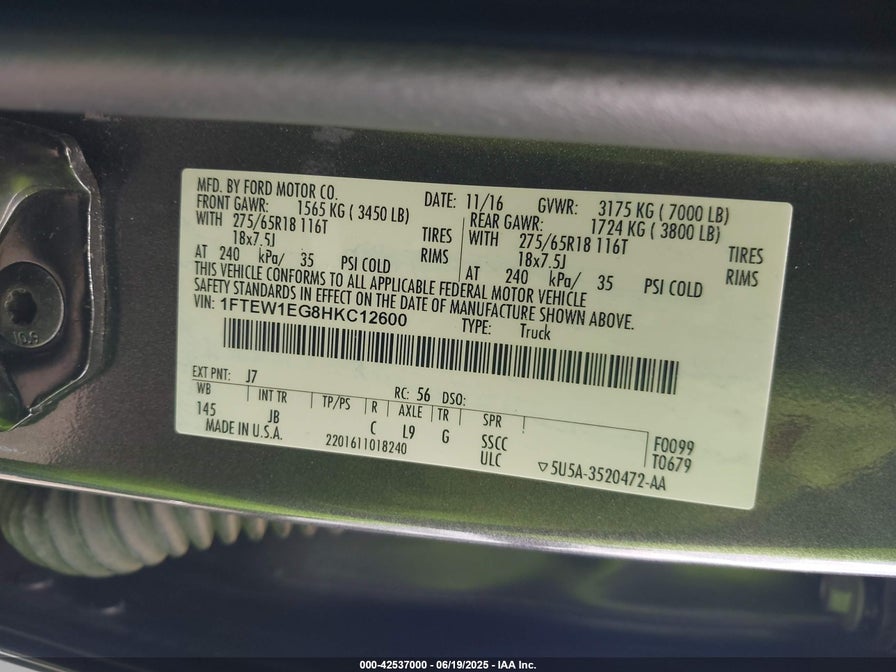 MFD. BY FORD MOTOR CO. DATE: 11/16 GVWR: 3175 KG ( 7000 LB)
FRONT GAWR: 1565 KG ( 3450 LB) REAR GAWR: 1724 KG ( 3800 LB)
WITH 275/65R18 116T TIRES WITH 275/65R18 116T TIRES
18x7.5J RIMS 18x7.5J RIMS
AT 240 kPa/ 35 PSI COLD AT 240 kPa/ 35 PSI COLD
THIS VEHICLE CONFORMS TO ALL APPLICABLE FEDERAL MOTOR VEHICLE
SAFETY STANDARDS IN EFFECT ON THE DATE OF MANUFACTURE SHOWN ABOVE.
VIN: 1FTEW1EG8HKC12600 TYPE: Truck
EXT PNT: J7 RC: 56 DSO:
WB INT TR TP/PS R AXLE TR SPR
145 JB C L9 G SSCC F0099
MADE IN U.S.A. 2201611018240 ULC T0679
5U5A-3520472-AA
10.9
000-42537000 - 06/19/2025 - IAA Inc.